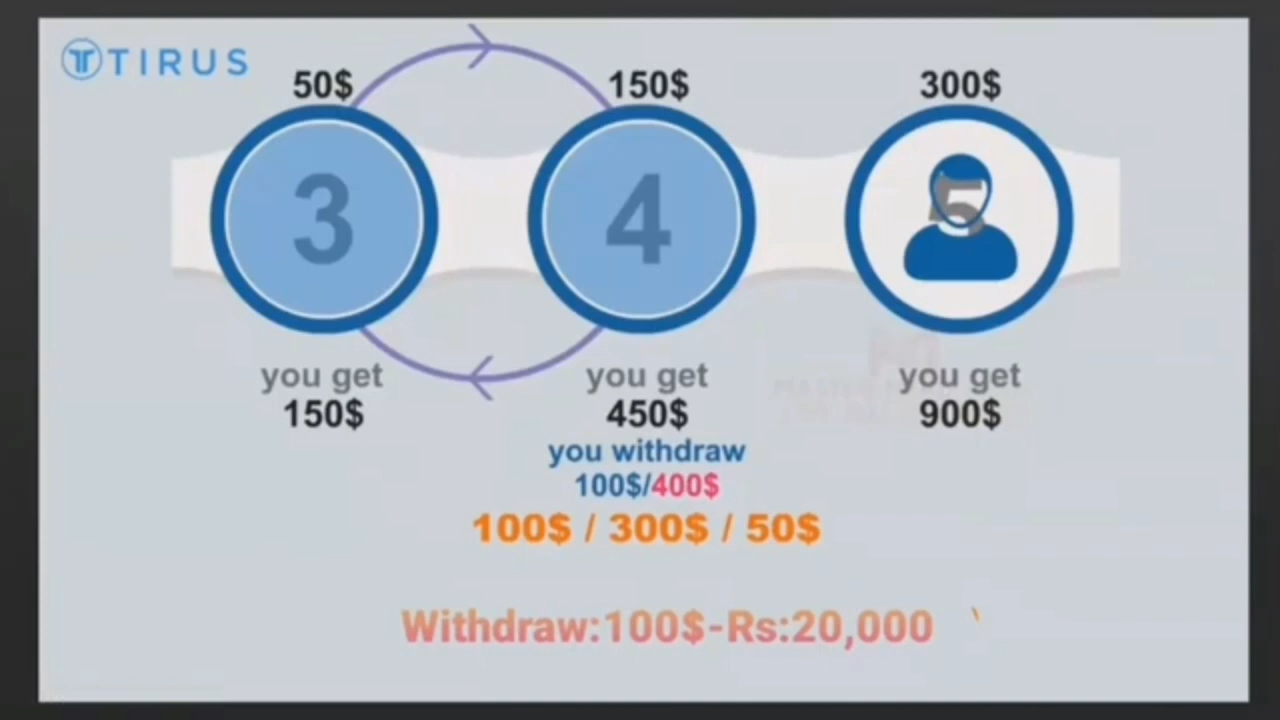 TIRUS
50$ 150$ 300$
3 4 5
you get you get you get
150$ 450$ 900$
you withdraw
100$/400$
100$ / 300$ / 50$
Withdraw:100$-Rs:20,000